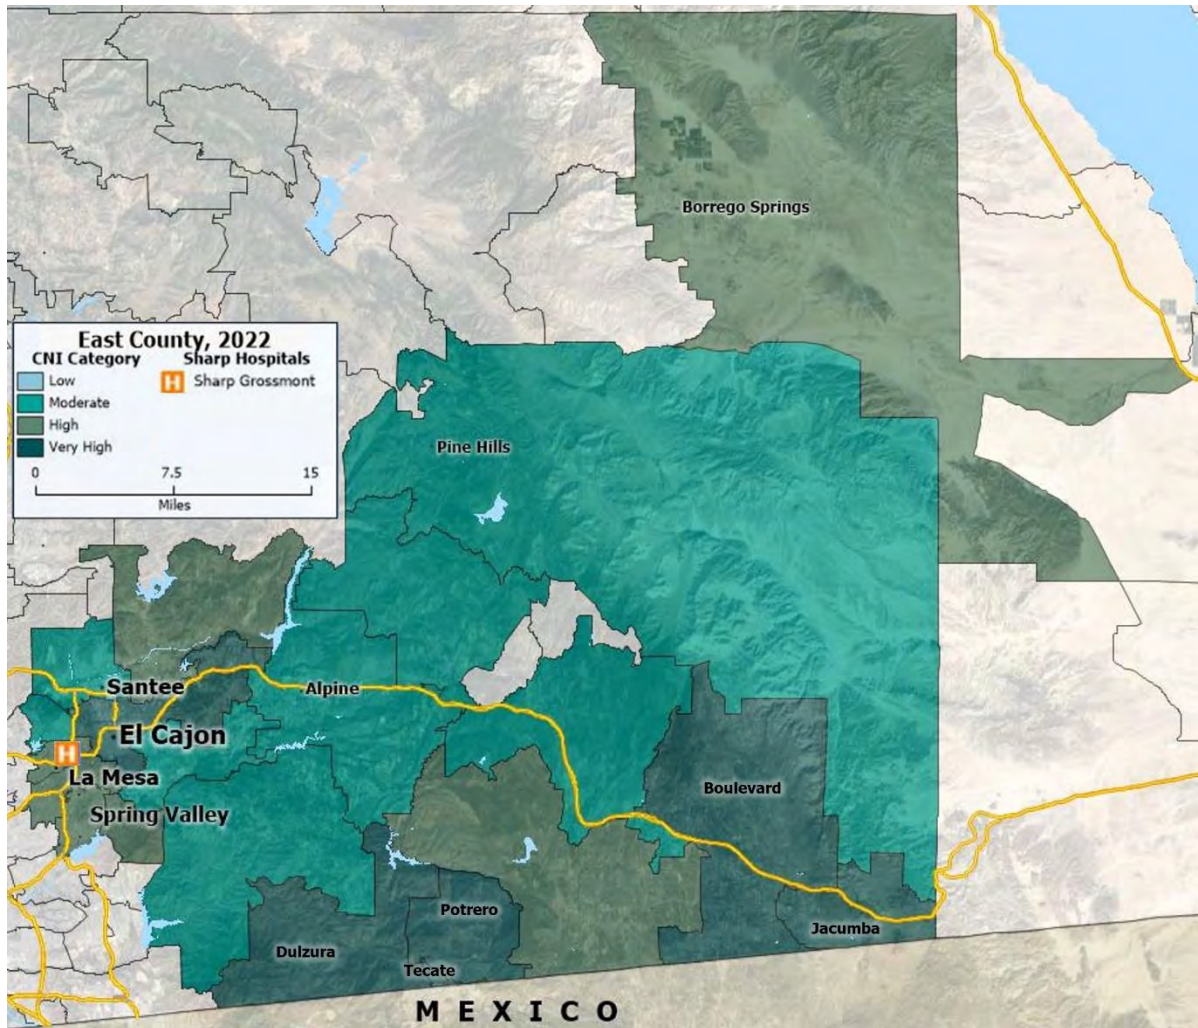 Borrego Springs
East County, 2022
CNI Category
Sharp Hospitals
Low
H Sharp Grossmont
Moderate
High
Very High
0 7.5 15
Miles
Pine Hills
Santee
Alpine
El Cajon
H
La Mesa
Boulevard
Spring Valley
Potrero
Jacumba
Dulzura
Tecate
MEXICO